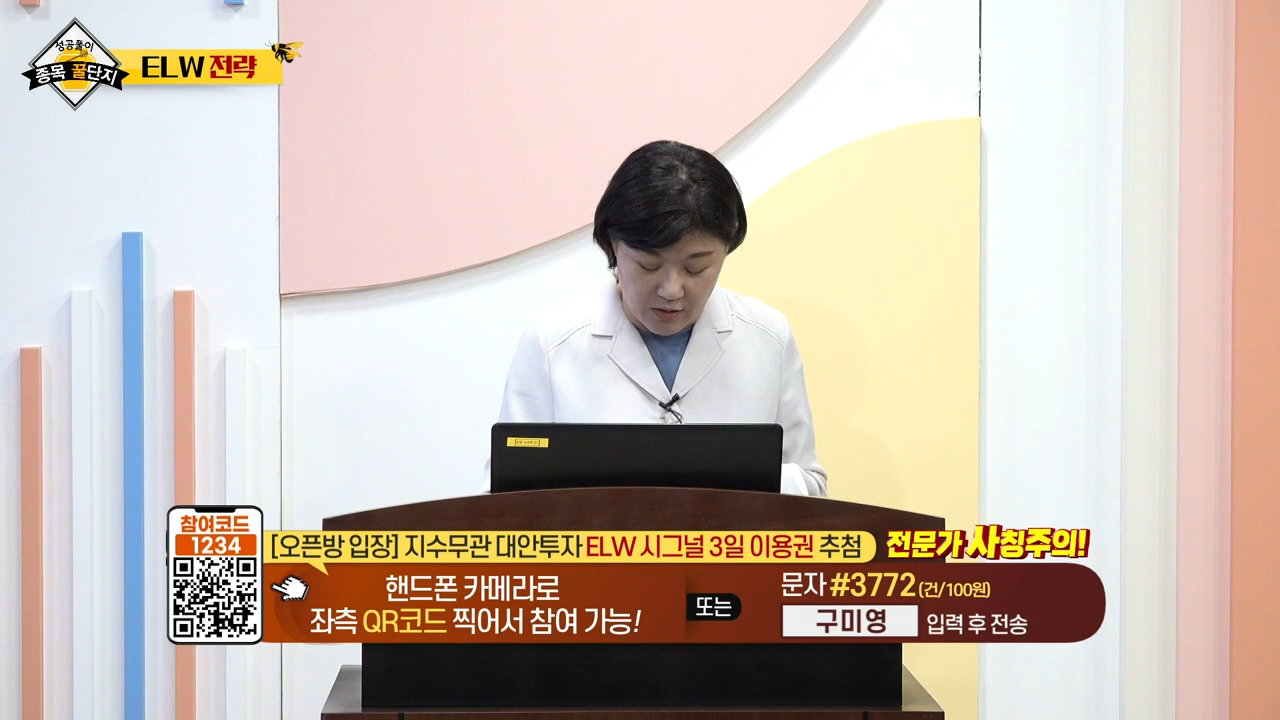 성공풀이
종목 꿀단지
ELW 전략
참여코드
1234
[오픈방 입장] 지수무관 대안투자 ELW 시그널 3일 이용권 추첨
전문가 사칭주의!
핸드폰 카메라로
좌측 QR코드 찍어서 참여 가능!
또는
문자 #3772 (건/100원)
구미영 입력 후 전송